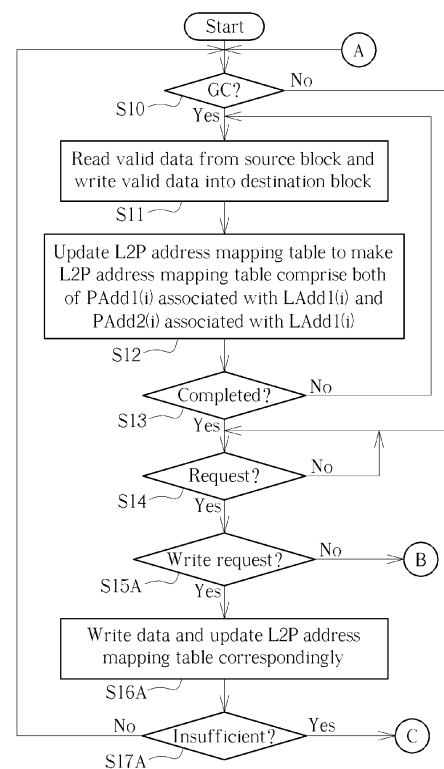 Start
A
GC?
No
S10
Yes
Read valid data from source block and
write valid data into destination block
S11
Update L2P address mapping table to make
L2P address mapping table comprise both
of PAdd1(i) associated with LAdd1(i) and
PAdd2(i) associated with LAdd1(i)
S12
Completed?
No
S13
Yes
Request?
No
S14
Yes
Write request?
No
B
S15A
Yes
Write data and update L2P address
mapping table correspondingly
S16A
No
Insufficient?
Yes
C
S17A